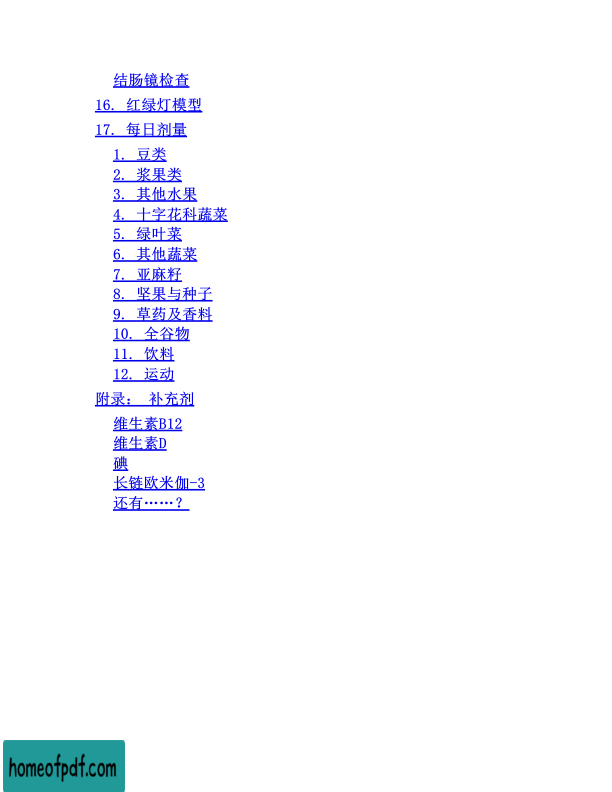 结肠镜检查
16. 红绿灯模型
17. 每日剂量
1. 豆类
2. 浆果类
3. 其他水果
4. 十字花科蔬菜
5. 绿叶菜
6. 其他蔬菜
7. 亚麻籽
8. 坚果与种子
9. 草药及香料
10. 全谷物
11. 饮料
12. 运动
附录: 补充剂
维生素B12
维生素D
碘
长链欧米伽-3
还有……?
homeofpdf.com